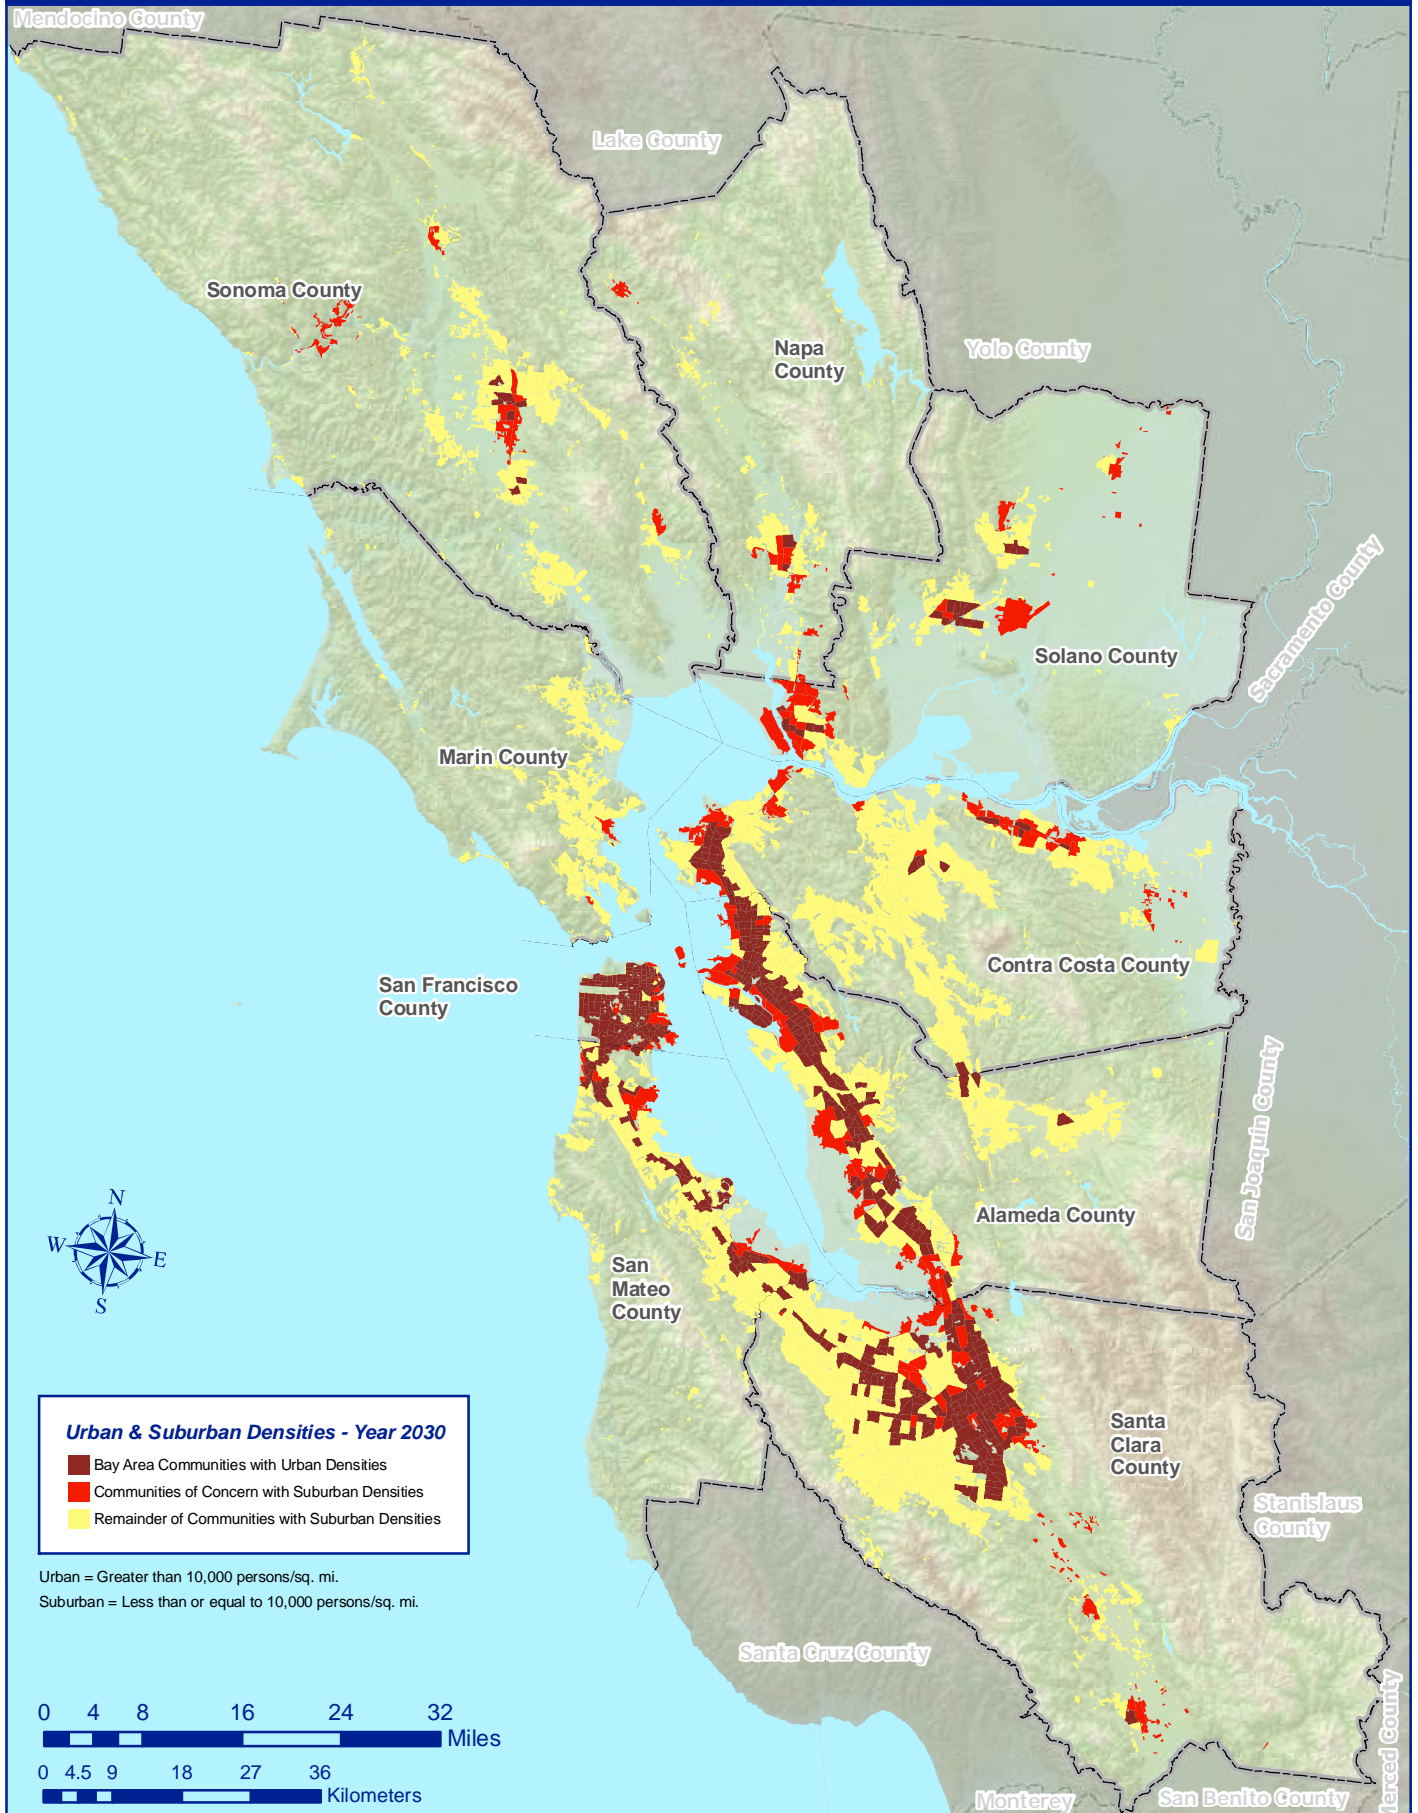 Mendocino County
Lake County
Sonoma County
Napa
County
Yolo County
Sacramento County
Solano County
Marin County
San Francisco
County
Contra Costa County
San Joaquin County
Alameda County
N
W
E
S
San
Mateo
County
Santa
Clara
County
Stanislaus
County
Urban & Suburban Densities - Year 2030
Bay Area Communities with Urban Densities
Communities of Concern with Suburban Densities
Remainder of Communities with Suburban Densities
Urban = Greater than 10,000 persons/sq. mi.
Suburban = Less than or equal to 10,000 persons/sq. mi.
Santa Cruz County
Merced County
0 4 8 16 24 32
Miles
0 4.5 9 18 27 36
Kilometers
Monterey
San Benito County